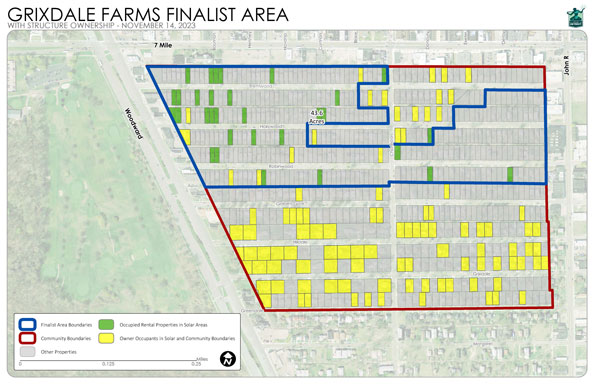 GRIXDALE FARMS FINALIST AREA
WITH STRUCTURE OWNERSHIP - NOVEMBER 14, 2023
7 Mile
John R
Woodward
43.6
Acres
Robinwood
Finalist Area Boundaries
Occupied Rental Properties in Solar Areas
Community Boundaries
Owner Occupants in Solar and Community Boundaries
Other Properties
Miles
0
0.125
0.25